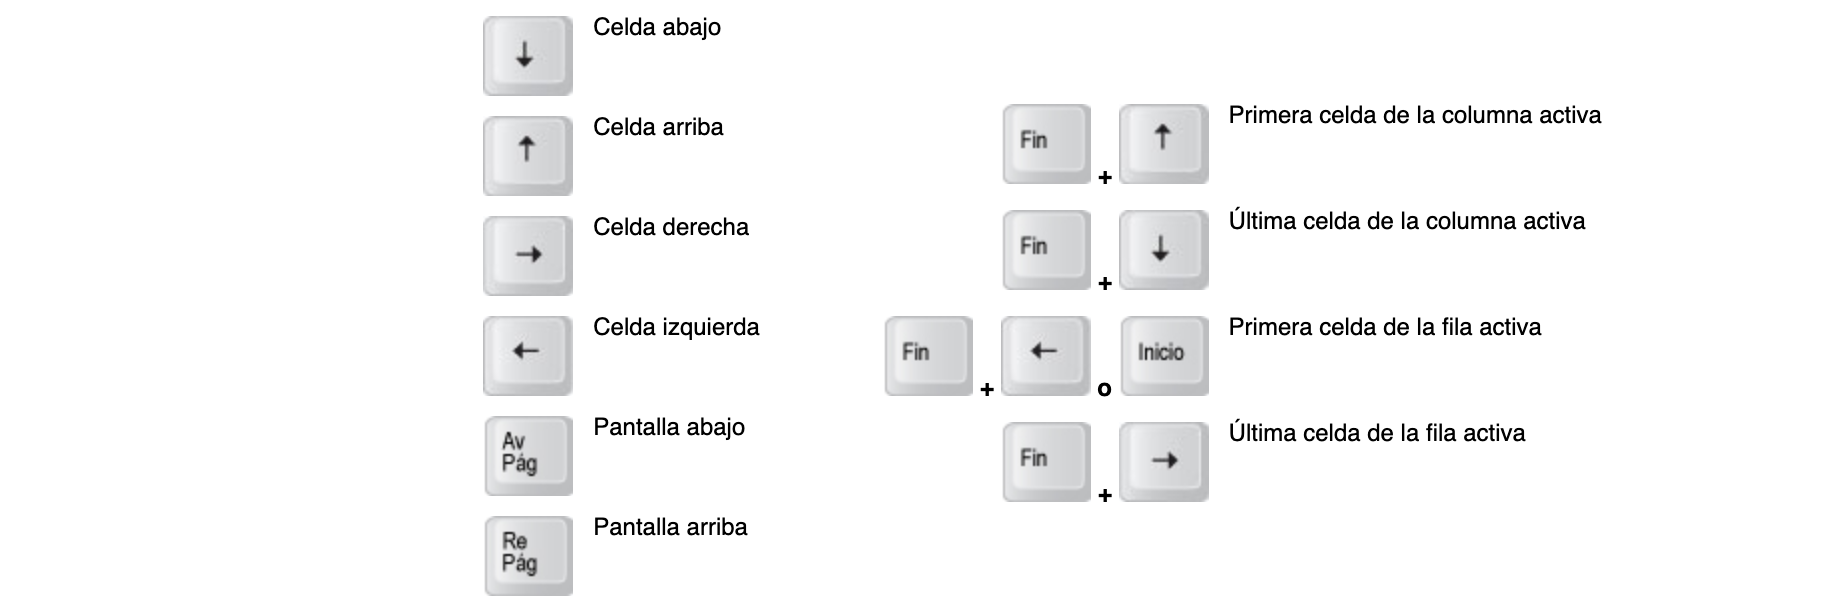 ↓ Celda abajo
↑ Celda arriba
→ Celda derecha
← Celda izquierda
Av
Pág
Pantalla abajo
Re
Pág
Pantalla arriba
Fin + ↑ Primera celda de la columna activa
Fin + ↓ Última celda de la columna activa
Fin + ← o Inicio Primera celda de la fila activa
Fin + → Última celda de la fila activa